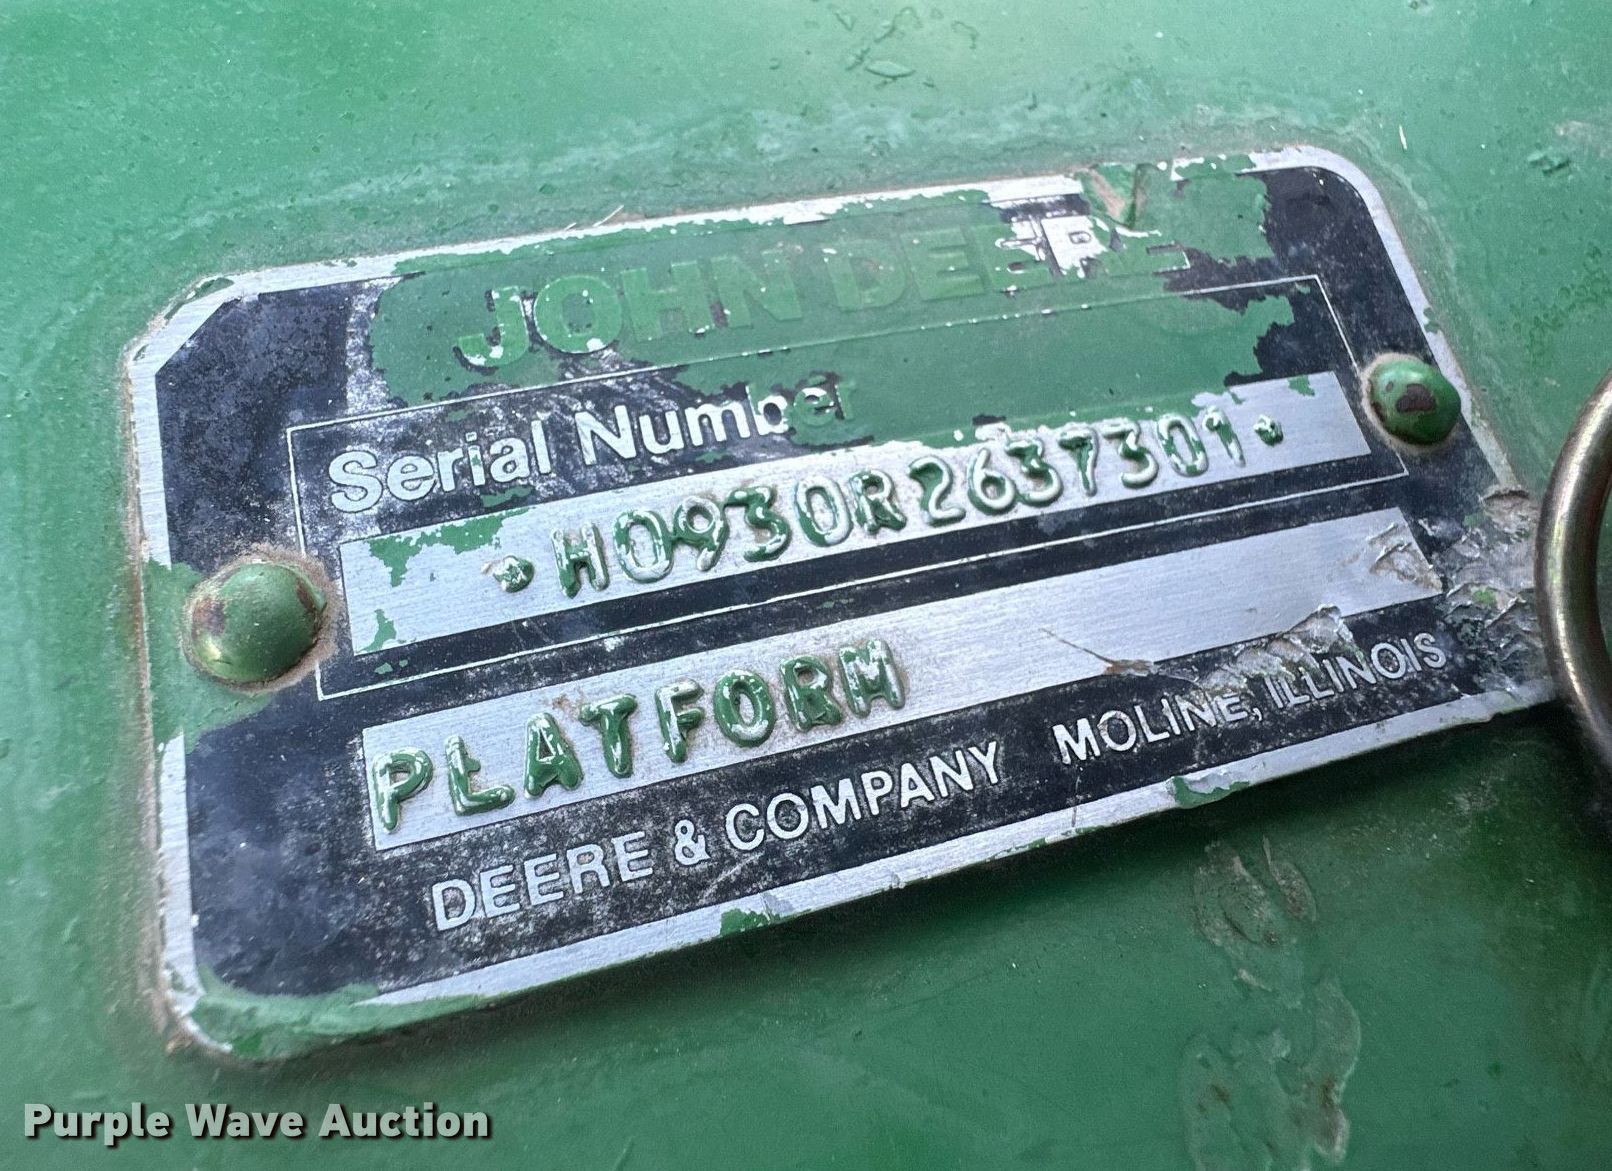 JOHN DEERE
Serial Number
*H0930R2637301*
PLATFORM
DEERE & COMPANY MOLINE, ILLINOIS
Purple Wave Auction